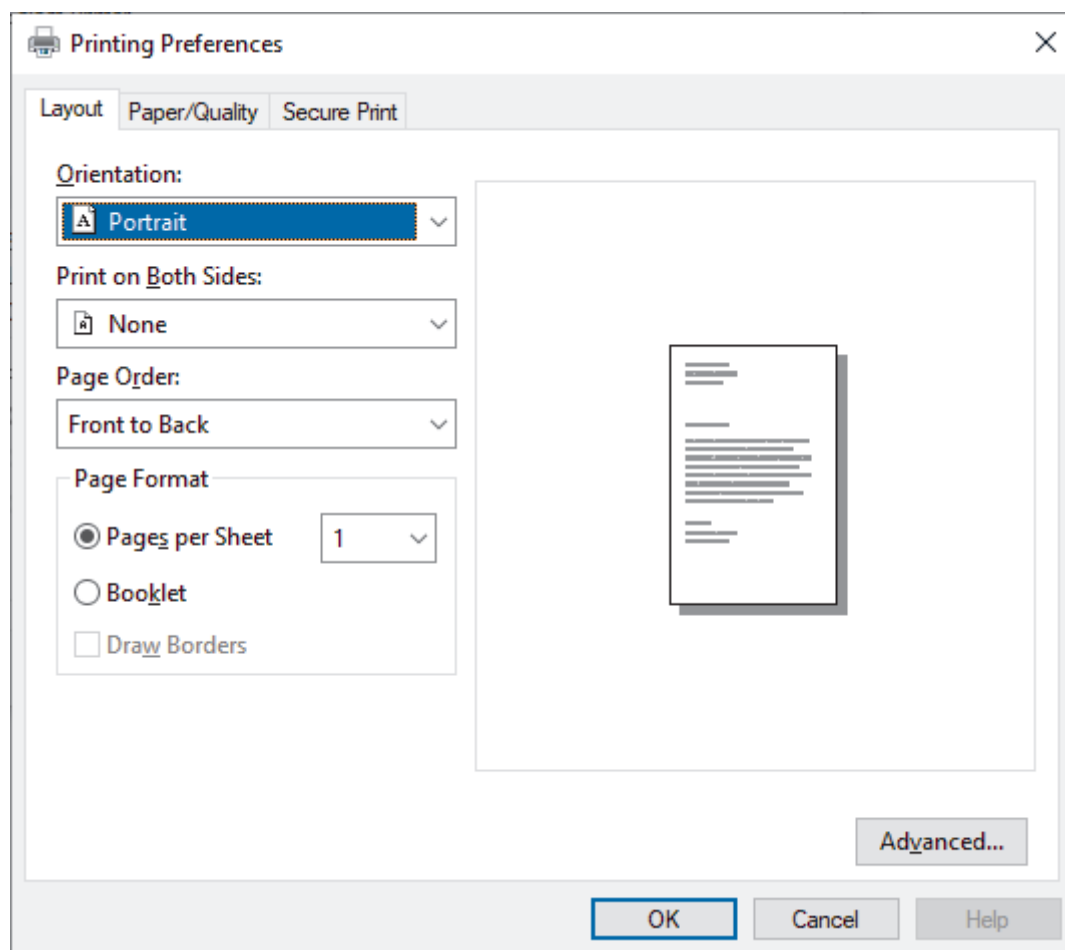 Printing Preferences
Layout Paper/Quality Secure Print
Orientation:
A Portrait
Print on Both Sides:
None
Page Order:
Front to Back
Page Format
Pages per Sheet 1
Booklet
Draw Borders
Advanced...
OK Cancel Help